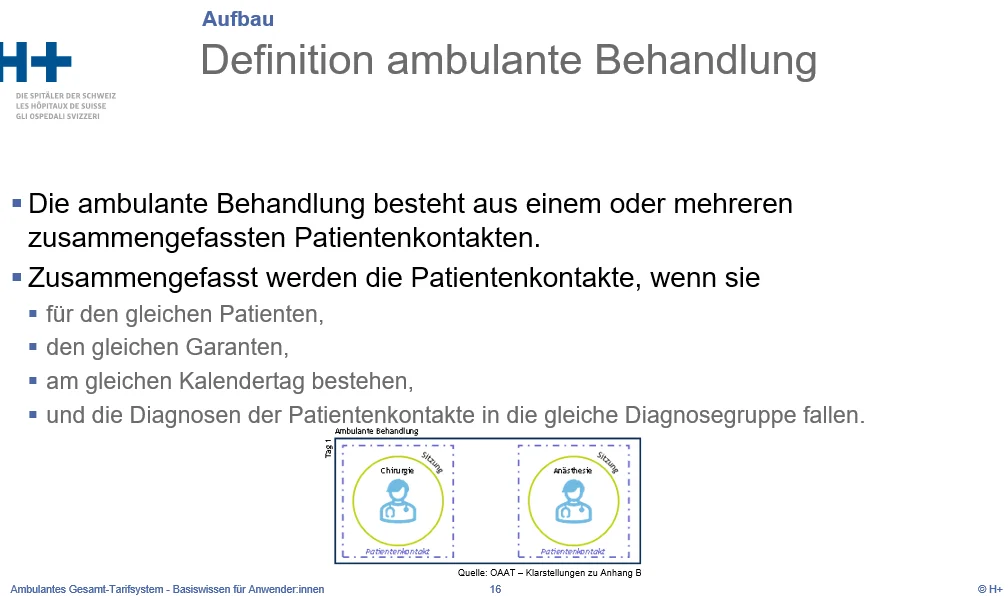 Aufbau
Definition ambulante Behandlung
H+
DIE SPITÄLER DER SCHWEIZ
LES HÔPITAUX DE SUISSE
GLI OSPEDALI SVIZZERI
Die ambulante Behandlung besteht aus einem oder mehreren
zusammengefassten Patientenkontakten.
Zusammengefasst werden die Patientenkontakte, wenn sie
für den gleichen Patienten,
den gleichen Garanten,
am gleichen Kalendertag bestehen,
und die Diagnosen der Patientenkontakte in die gleiche Diagnosegruppe fallen.
Ambulante Behandlung
Tag 1
Sitzung
Chirurgie
Patientenkontakt
Sitzung
Anästhesie
Patientenkontakt
Quelle: OAAT – Klarstellungen zu Anhang B
Ambulantes Gesamt-Tarifsystem - Basiswissen für Anwender:innen
16
© H+